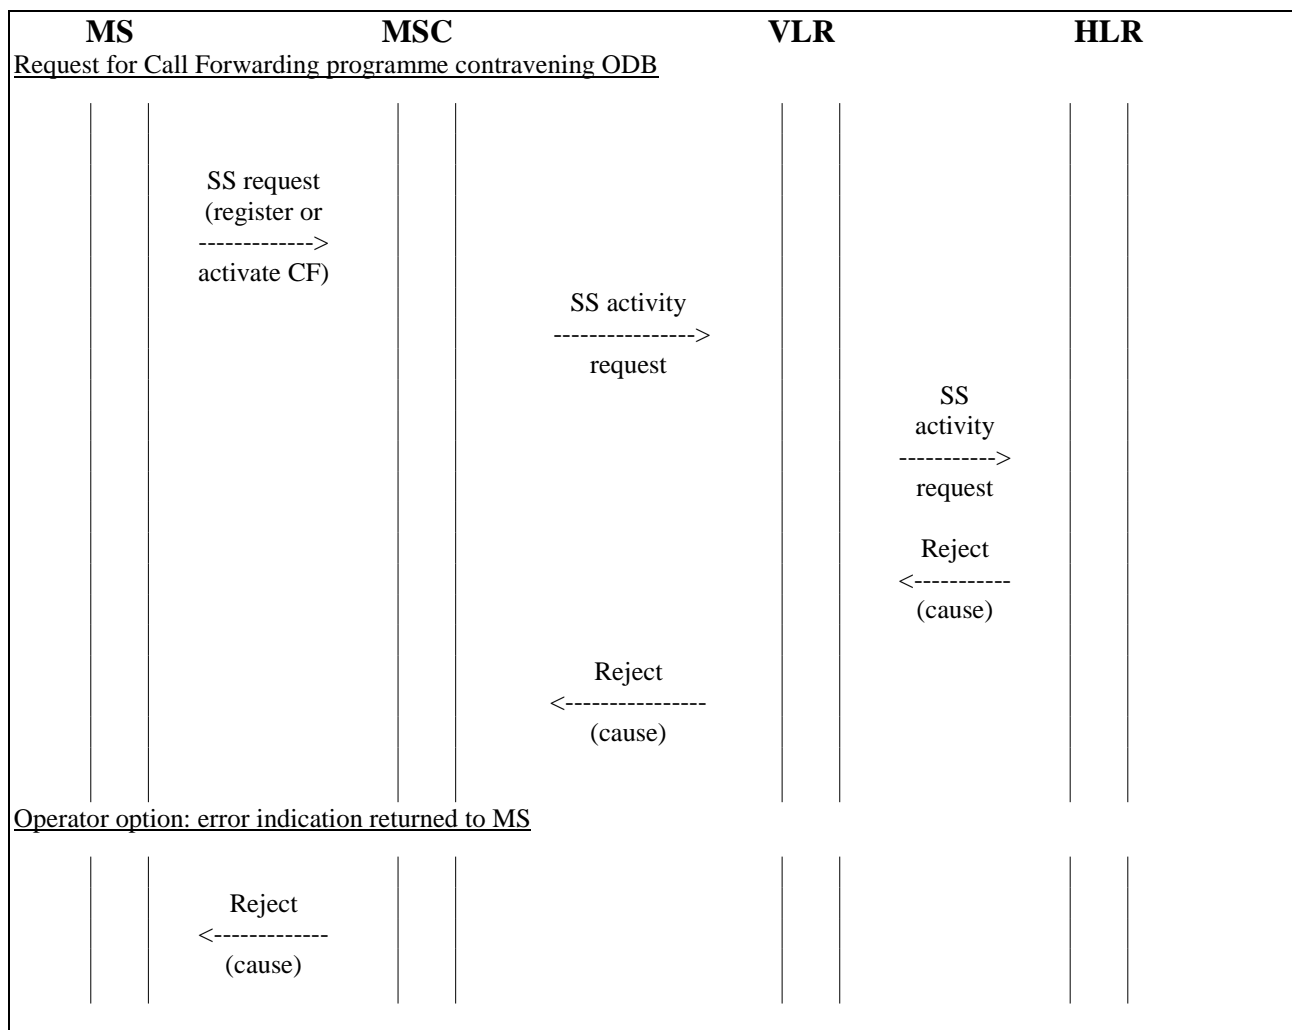 MS MSC VLR HLR
Request for Call Forwarding programme contravening ODB
SS request
(register or
------------->
activate CF)
SS activity
---------------->
request
SS
activity
----------->
request
Reject
<-----------
(cause)
Reject
<----------------
(cause)
Operator option: error indication returned to MS
Reject
<-------------
(cause)